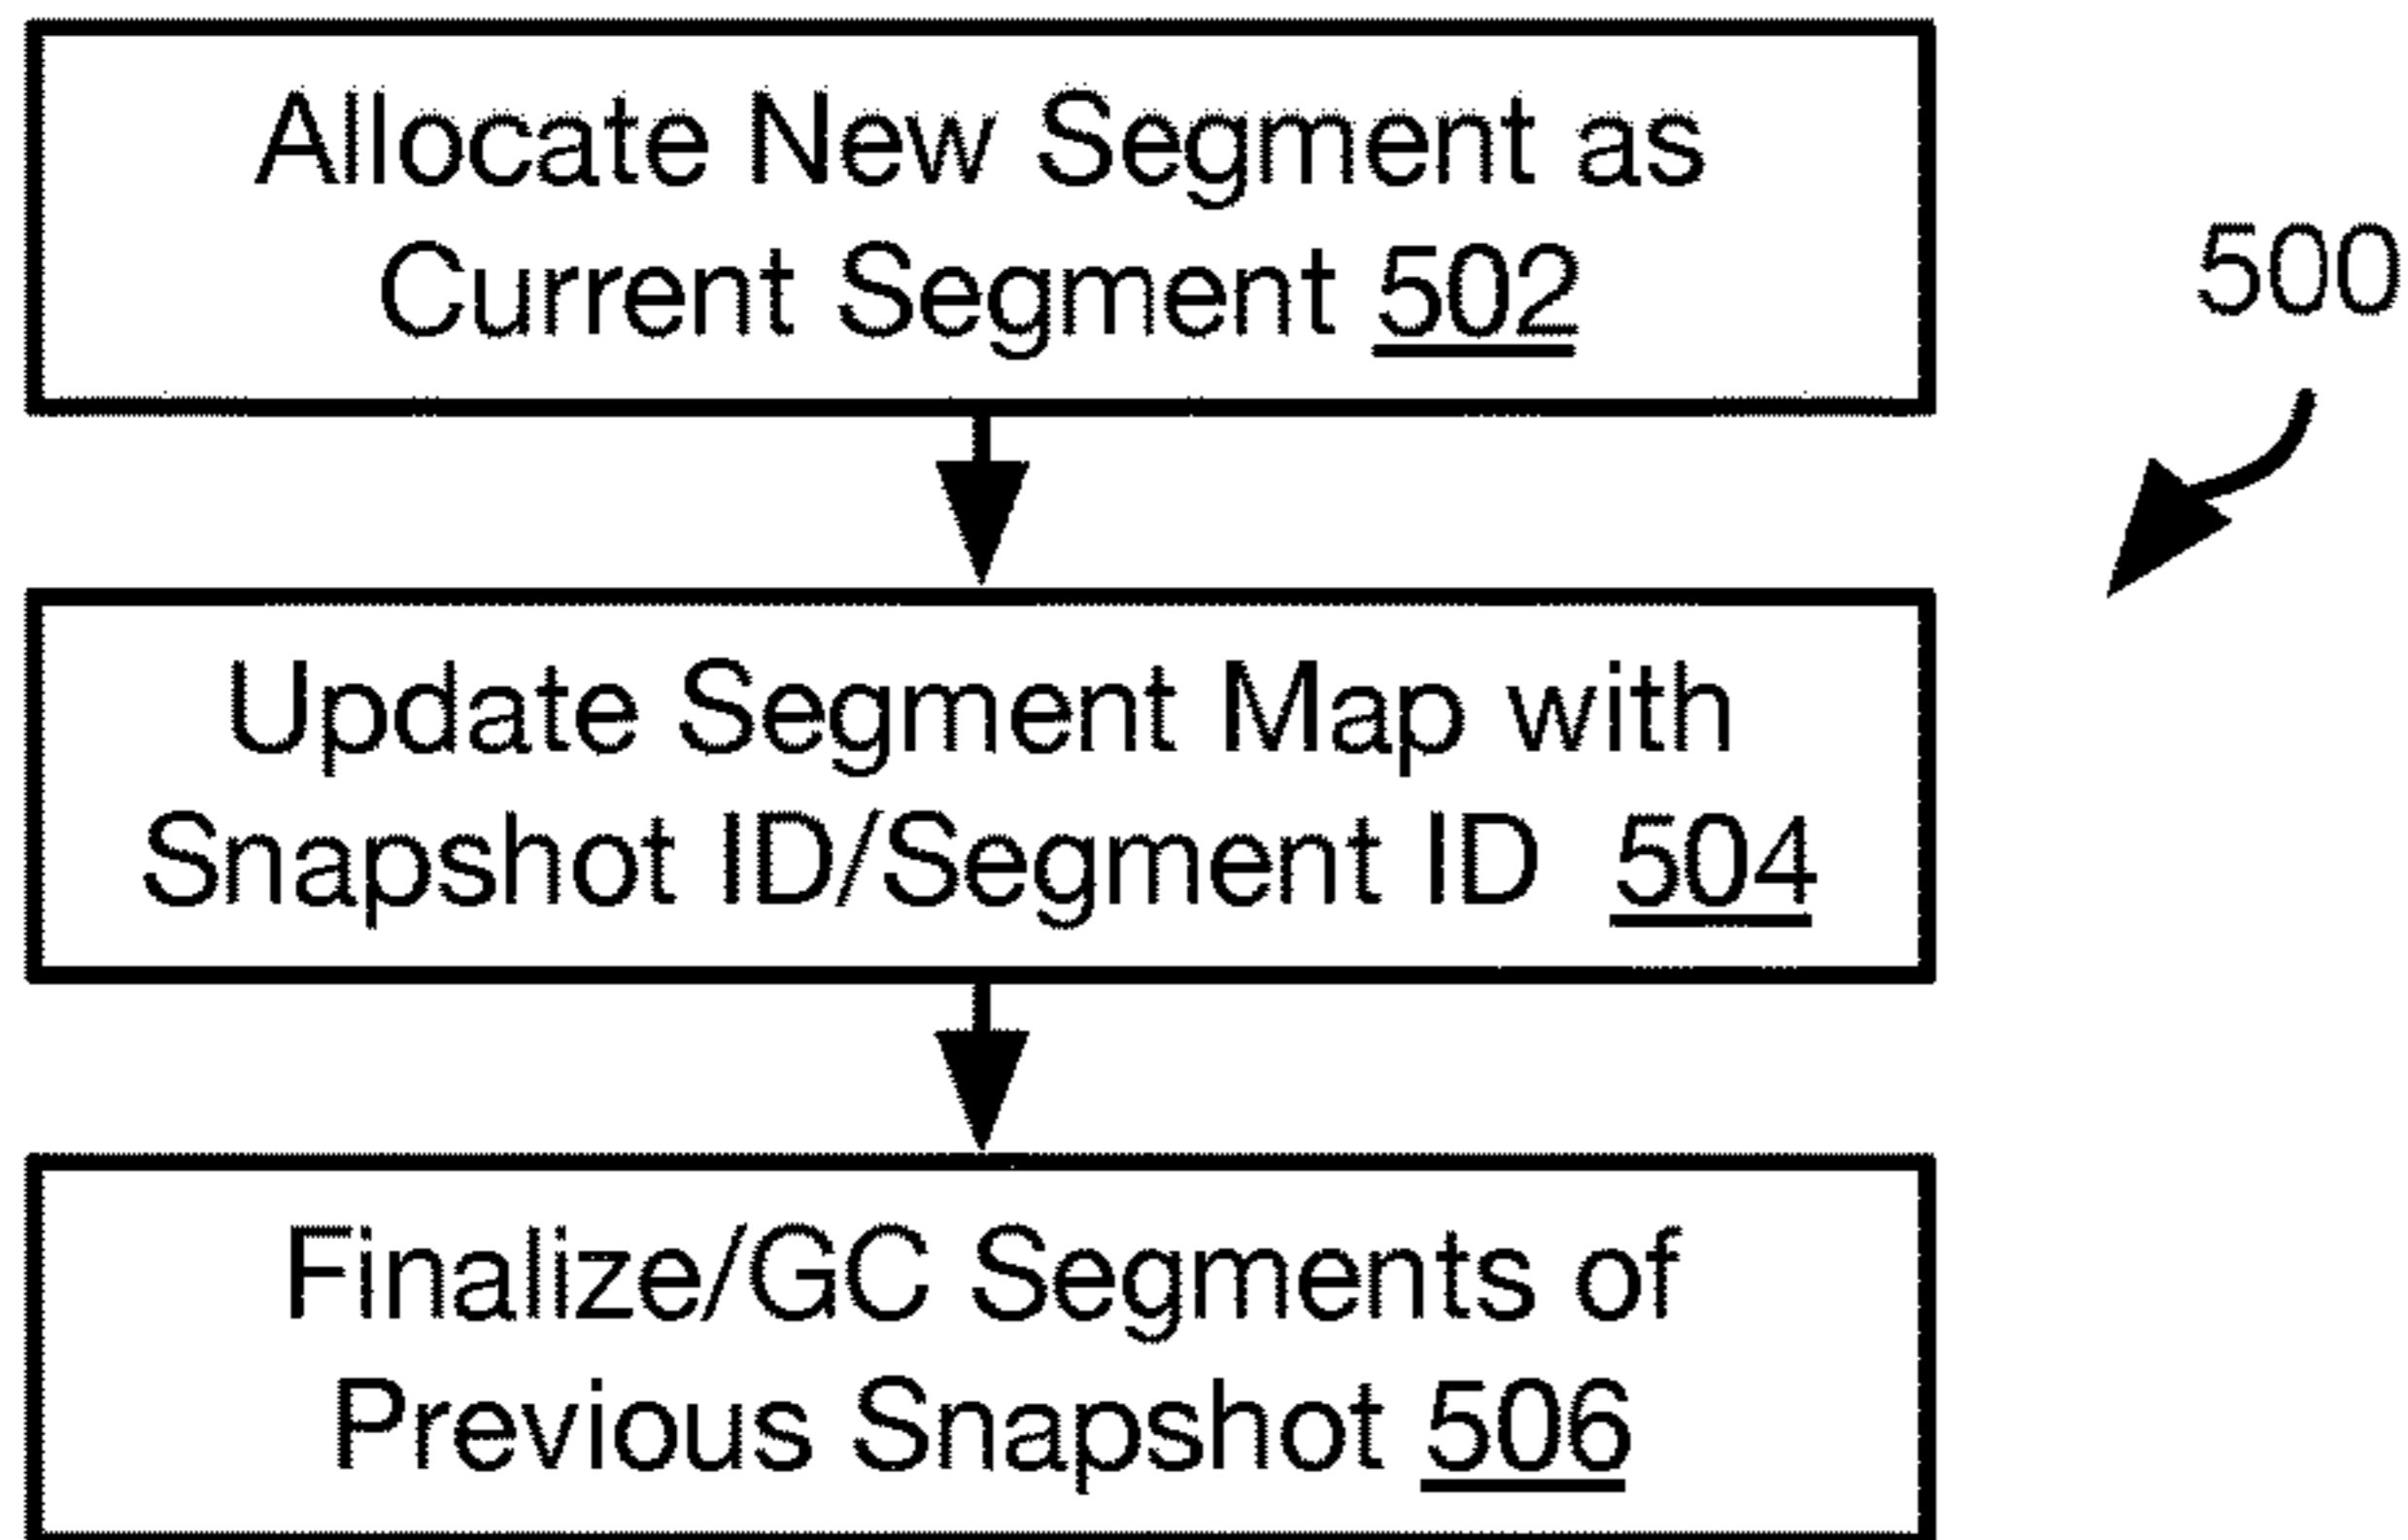 Allocate New Segment as
Current Segment 502
500
Update Segment Map with
Snapshot ID/Segment ID 504
Finalize/GC Segments of
Previous Snapshot 506